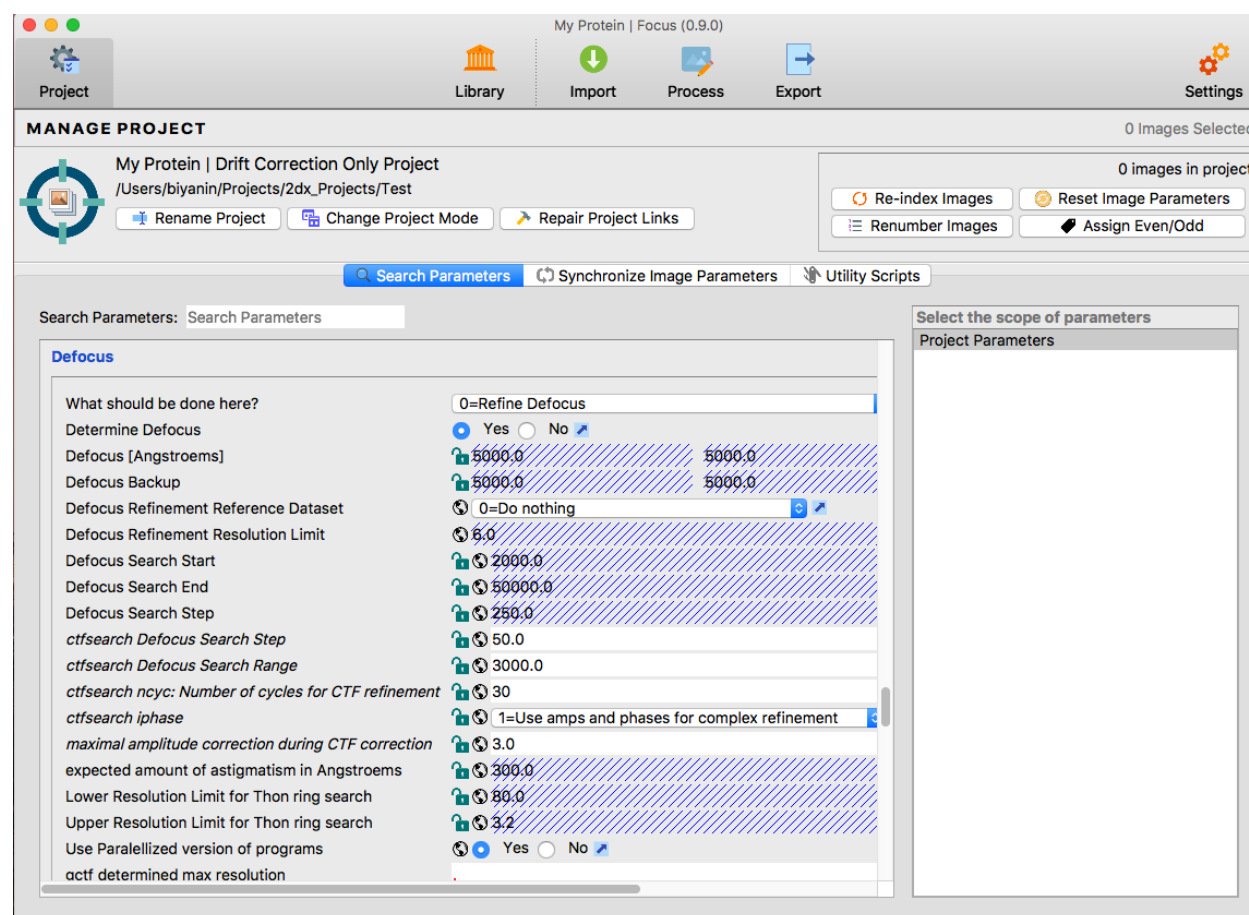 My Protein | Focus (0.9.0)
Project
Library
Import
Process
Export
Settings
MANAGE PROJECT
0 Images Selected
My Protein | Drift Correction Only Project
/Users/biyanin/Projects/2dx_Projects/Test
Rename Project
Change Project Mode
Repair Project Links
0 images in project
Re-index Images
Reset Image Parameters
Renumber Images
Assign Even/Odd
Search Parameters
Synchronize Image Parameters
Utility Scripts
Search Parameters: Search Parameters
Select the scope of parameters
Project Parameters
Defocus
What should be done here? 0=Refine Defocus
Determine Defocus Yes No
Defocus [Angstroems] 5000.0 5000.0
Defocus Backup 5000.0 5000.0
Defocus Refinement Reference Dataset 0=Do nothing
Defocus Refinement Resolution Limit 6.0
Defocus Search Start 2000.0
Defocus Search End 50000.0
Defocus Search Step 250.0
ctfsearch Defocus Search Step 50.0
ctfsearch Defocus Search Range 3000.0
ctfsearch ncyc: Number of cycles for CTF refinement 30
ctfsearch iphase 1=Use amps and phases for complex refinement
maximal amplitude correction during CTF correction 3.0
expected amount of astigmatism in Angstroems 300.0
Lower Resolution Limit for Thon ring search 80.0
Upper Resolution Limit for Thon ring search 3.2
Use Paralellized version of programs Yes No
gctf determined max resolution